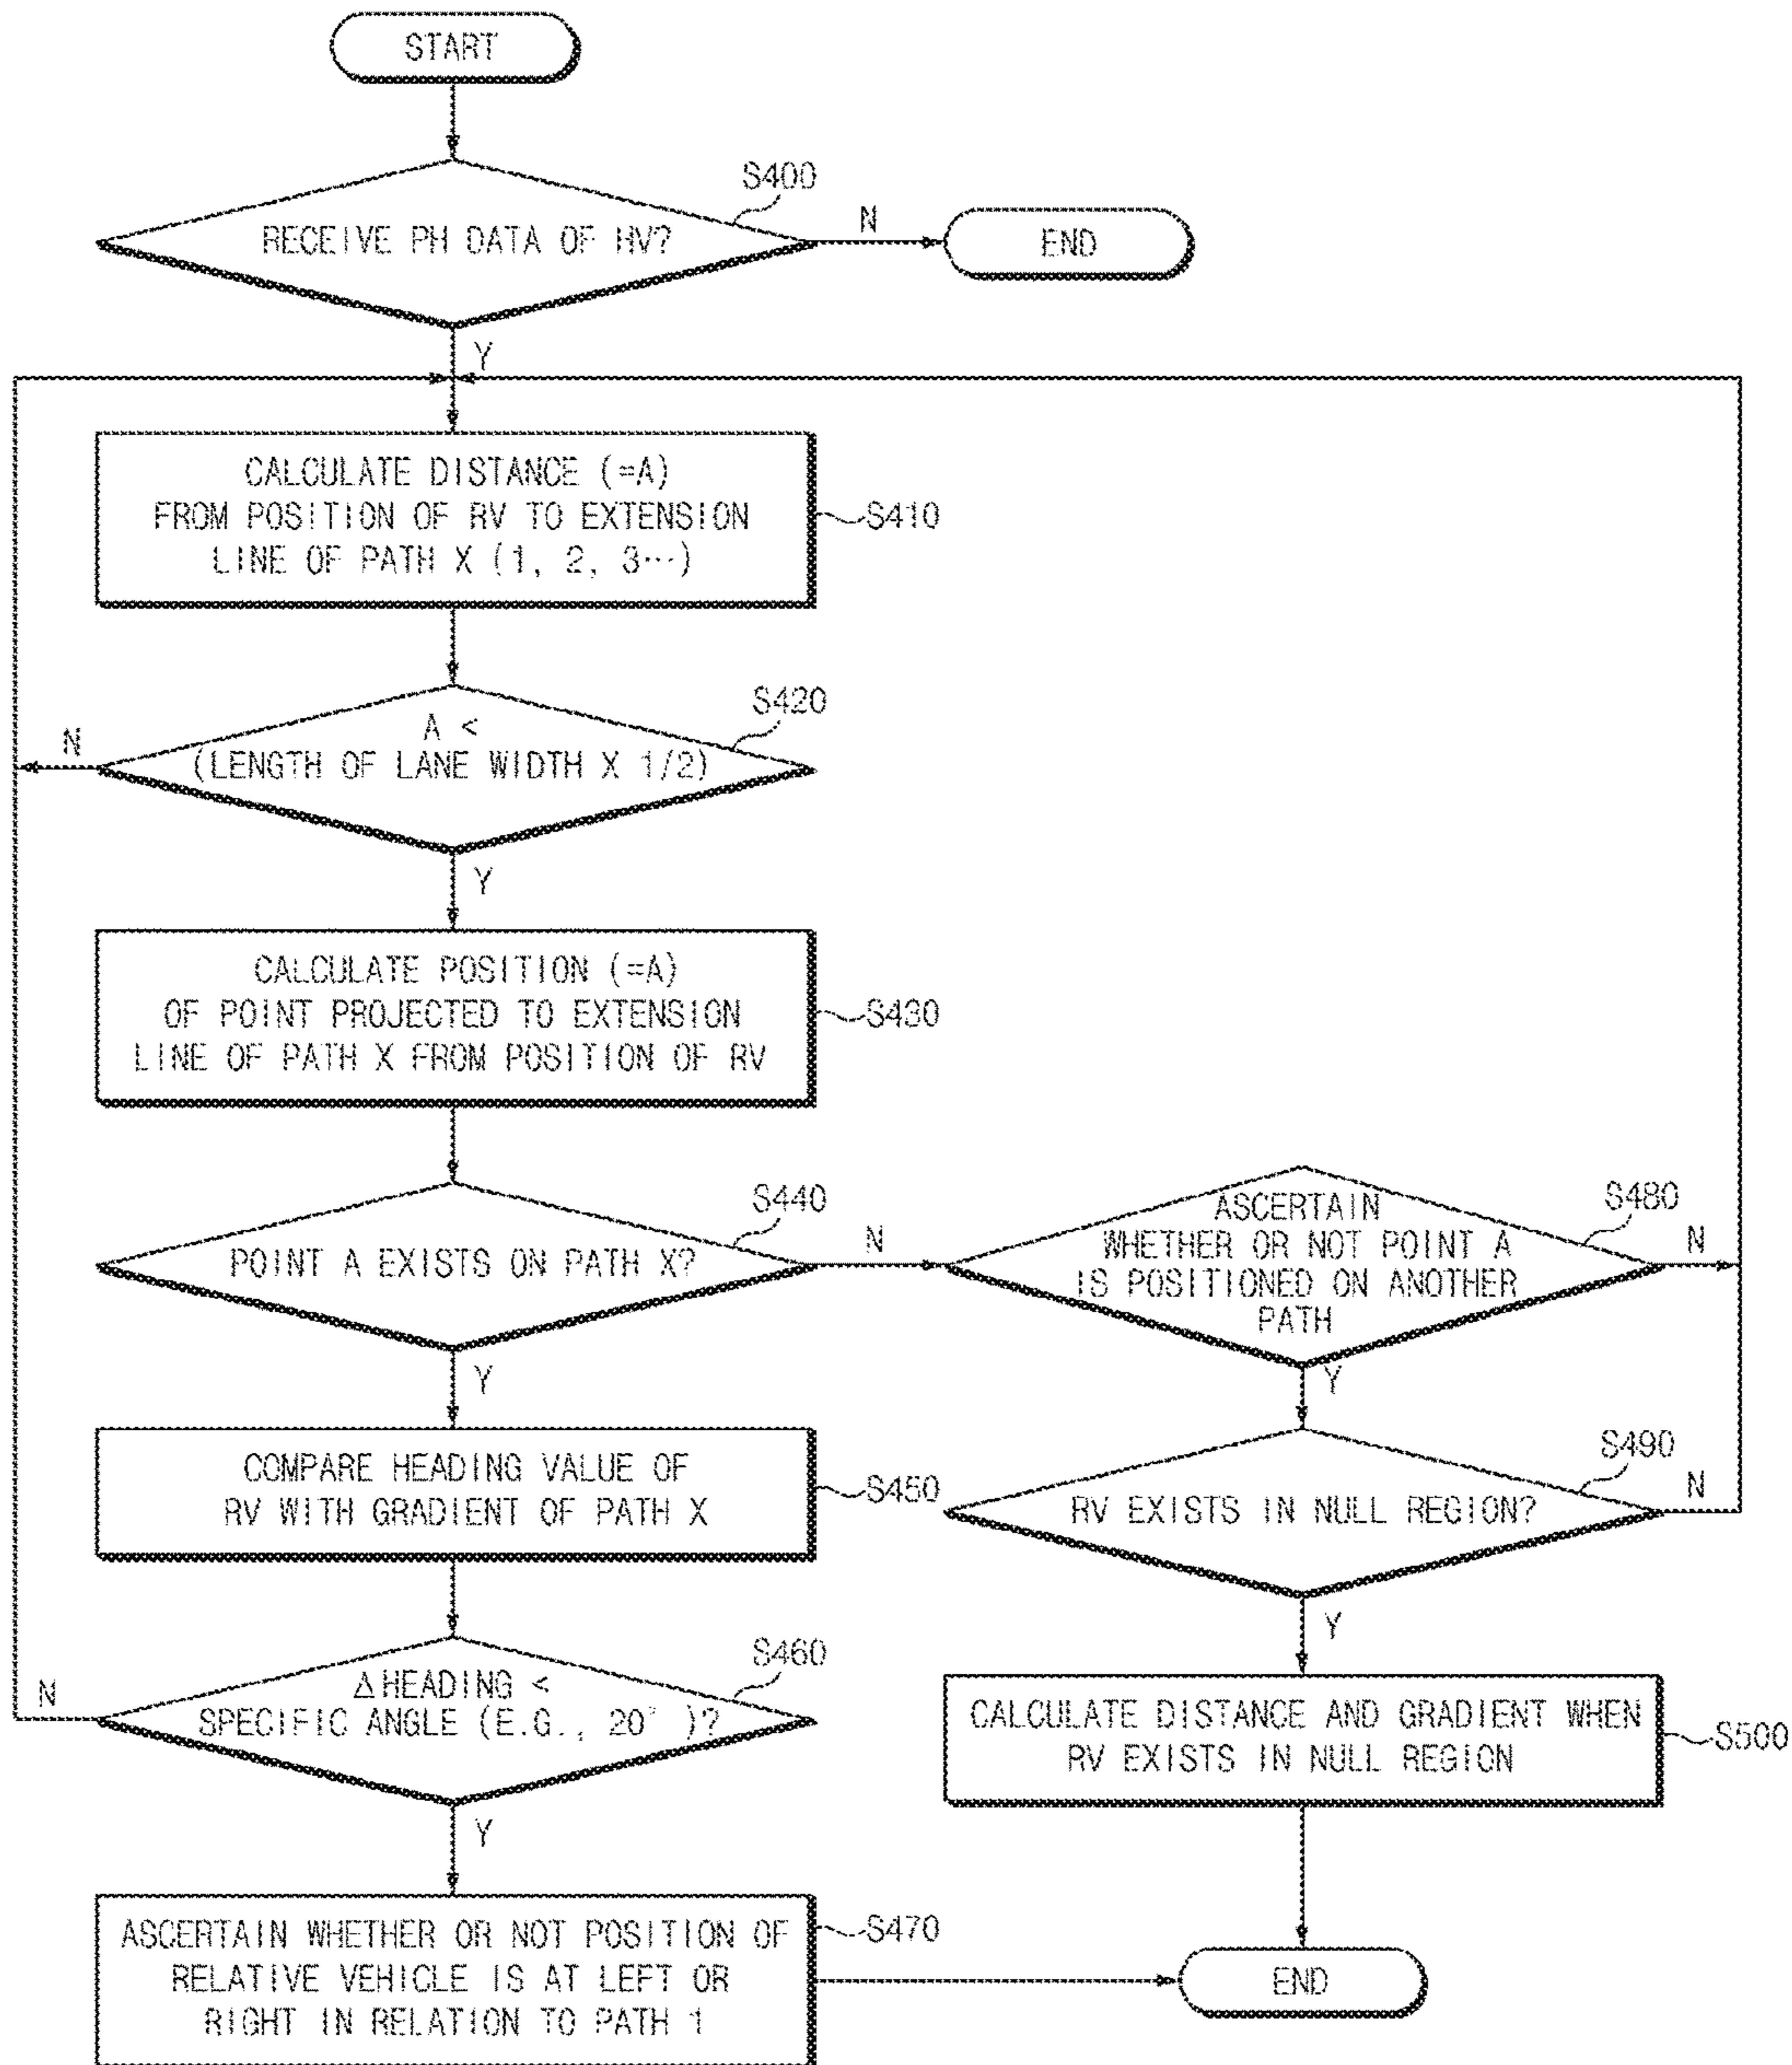 START
S400
RECEIVE PH DATA OF HV?
N
END
Y
CALCULATE DISTANCE (=A)
FROM POSITION OF RV TO EXTENSION
LINE OF PATH X (1, 2, 3···)
S410
S420
A <
(LENGTH OF LANE WIDTH X 1/2)
N
Y
CALCULATE POSITION (=A)
OF POINT PROJECTED TO EXTENSION
LINE OF PATH X FROM POSITION OF RV
S430
S440
POINT A EXISTS ON PATH X?
N
Y
S480
ASCERTAIN
WHETHER OR NOT POINT A
IS POSITIONED ON ANOTHER
PATH
N
Y
COMPARE HEADING VALUE OF
RV WITH GRADIENT OF PATH X
S450
S490
RV EXISTS IN NULL REGION?
N
Y
S460
ΔHEADING <
SPECIFIC ANGLE (E.G., 20° )?
N
Y
CALCULATE DISTANCE AND GRADIENT WHEN
RV EXISTS IN NULL REGION
S500
ASCERTAIN WHETHER OR NOT POSITION OF
RELATIVE VEHICLE IS AT LEFT OR
RIGHT IN RELATION TO PATH 1
S470
END